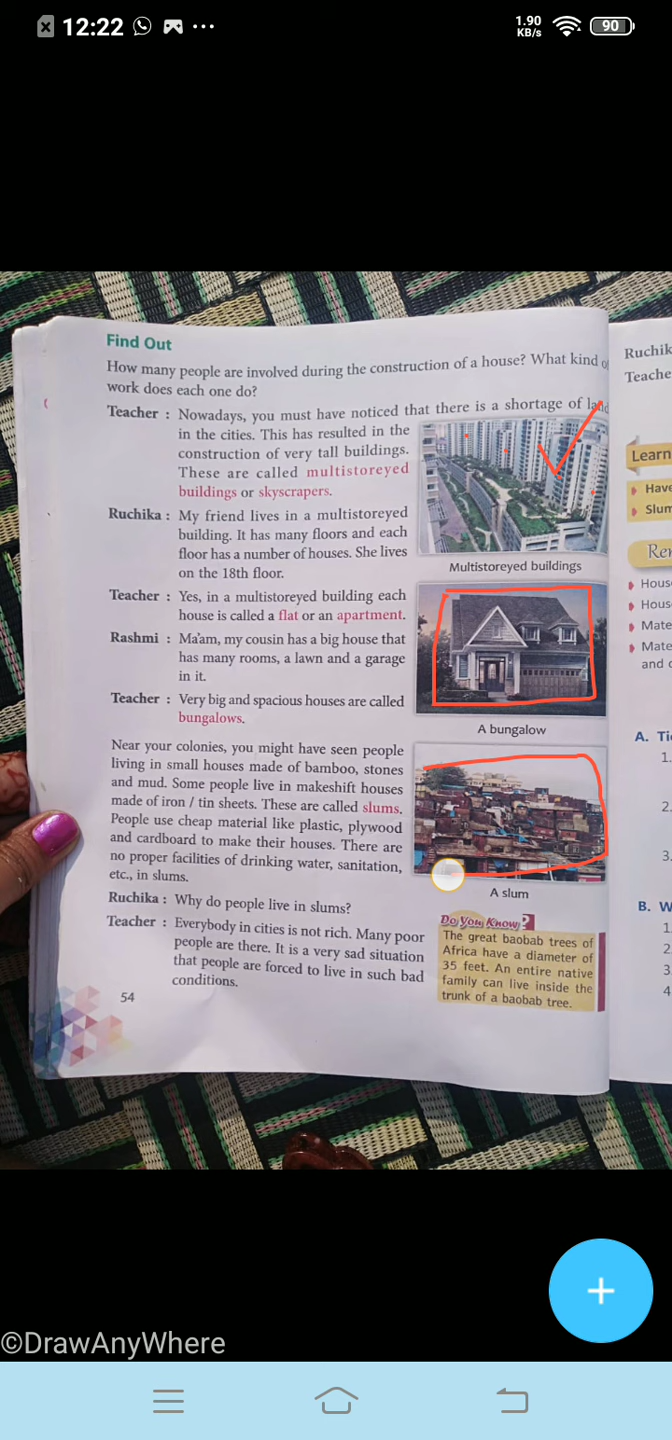 12:22
1.90
KB/s
90
Find Out
How many people are involved during the construction of a house? What kind of
work does each one do?
Teacher : Nowadays, you must have noticed that there is a shortage of land
in the cities. This has resulted in the
construction of very tall buildings.
These are called multistoreyed
buildings or skyscrapers.
Multistoreyed buildings
Ruchika : My friend lives in a multistoreyed
building. It has many floors and each
floor has a number of houses. She lives
on the 18th floor.
Teacher : Yes, in a multistoreyed building each
house is called a flat or an apartment.
Rashmi : Ma'am, my cousin has a big house that
has many rooms, a lawn and a garage
in it.
Teacher : Very big and spacious houses are called
bungalows.
A bungalow
Near your colonies, you might have seen people
living in small houses made of bamboo, stones
and mud. Some people live in makeshift houses
made of iron / tin sheets. These are called slums.
People use cheap material like plastic, plywood
and cardboard to make their houses. There are
no proper facilities of drinking water, sanitation,
etc., in slums.
A slum
Ruchika : Why do people live in slums?
Teacher : Everybody in cities is not rich. Many poor
people are there. It is a very sad situation
that people are forced to live in such bad
conditions.
Do You Know?
The great baobab trees of
Africa have a diameter of
35 feet. An entire native
family can live inside the
trunk of a baobab tree.
54
Ruchik
Teache
Learn
Have
Slum
Rem
Hous
Hous
Mate
Mate
and c
A. Ti
1.
2.
3.
B. W
1.
2.
3.
4
©DrawAnyWhere